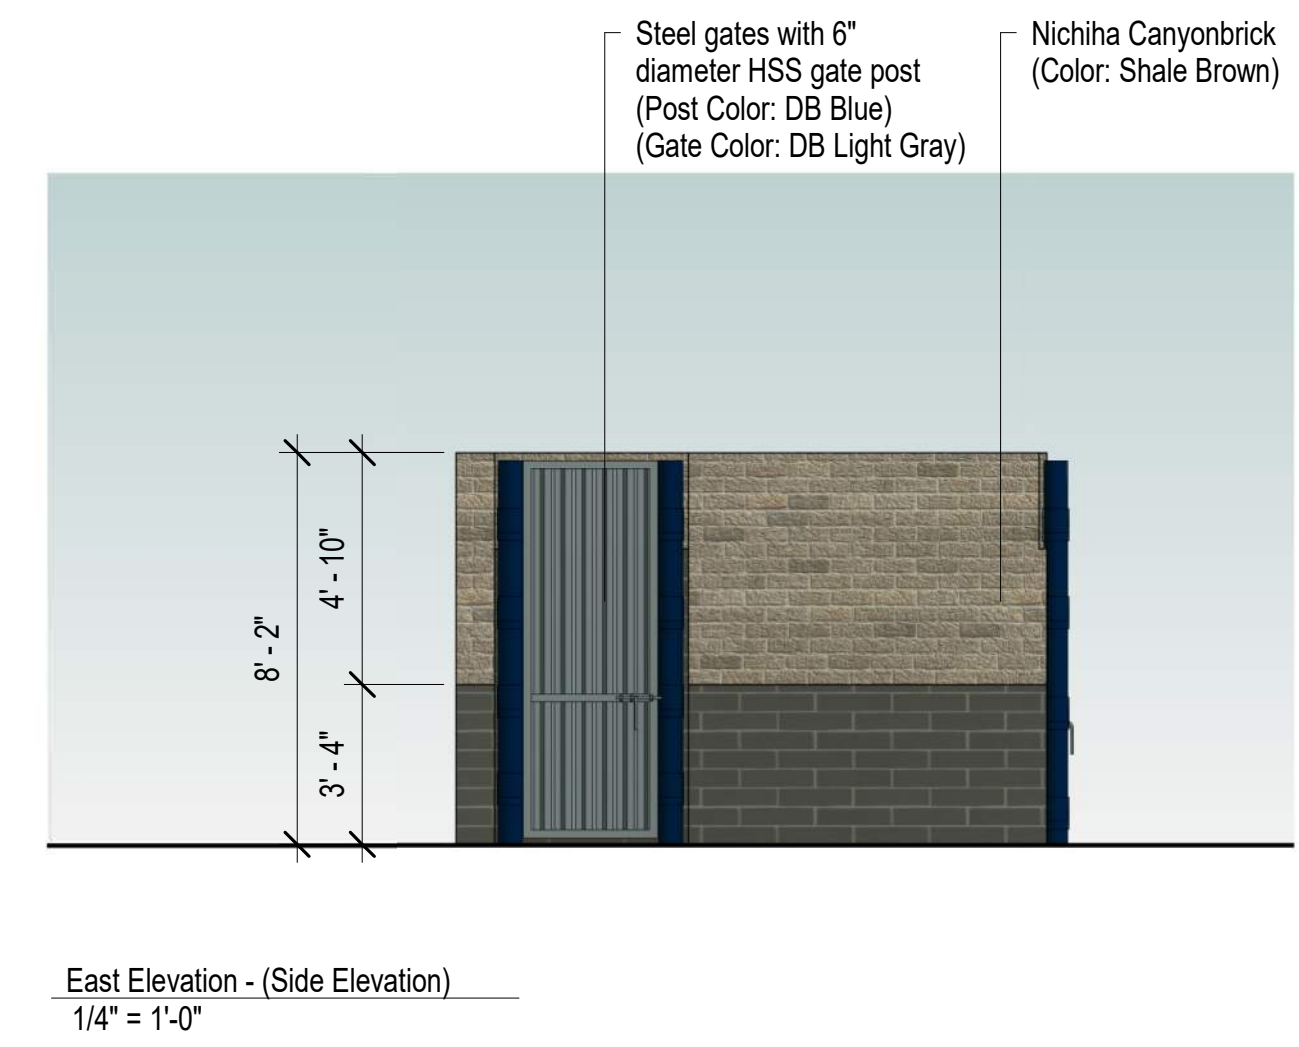 Steel gates with 6"
diameter HSS gate post
(Post Color: DB Blue)
(Gate Color: DB Light Gray)
Nichiha Canyonbrick
(Color: Shale Brown)
8' - 2"
4' - 10"
3' - 4"
East Elevation - (Side Elevation)
1/4" = 1'-0"